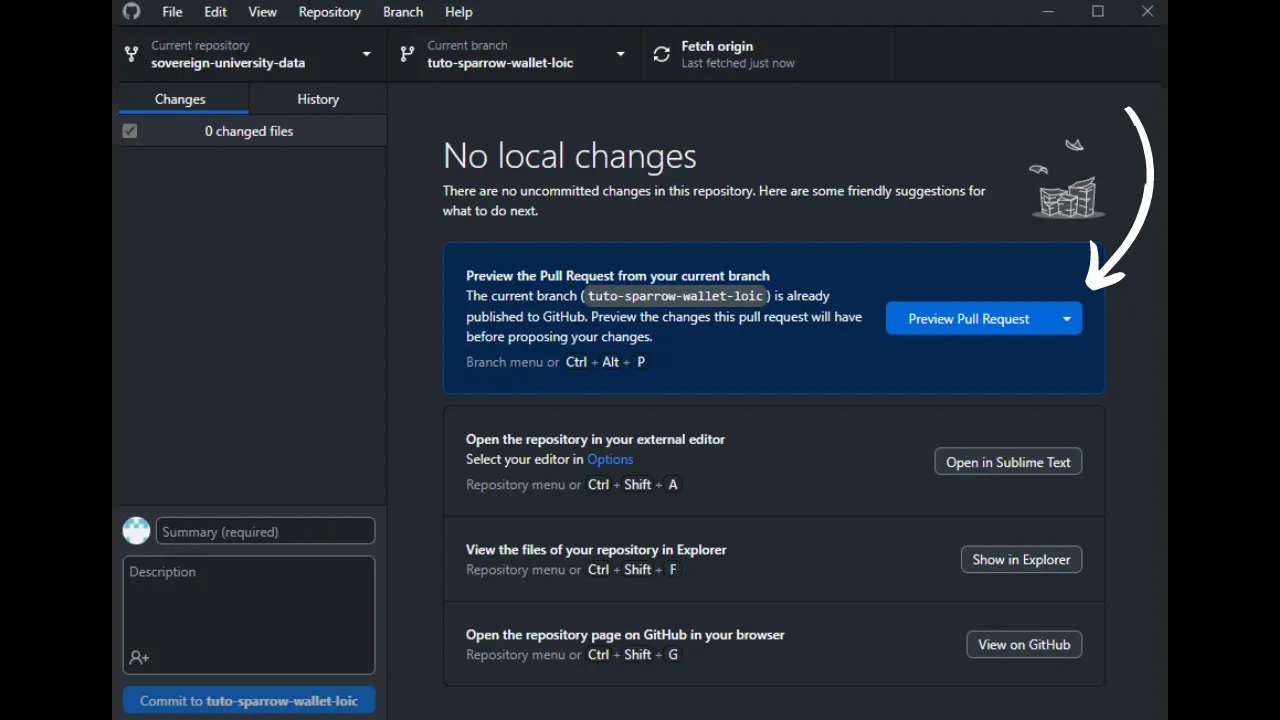 File Edit View Repository Branch Help
Current repository
sovereign-university-data
Current branch
tuto-sparrow-wallet-loic
Fetch origin
Last fetched just now
Changes
History
0 changed files
No local changes
There are no uncommitted changes in this repository. Here are some friendly suggestions for
what to do next.
Preview the Pull Request from your current branch
The current branch ( tuto-sparrow-wallet-loic ) is already
published to GitHub. Preview the changes this pull request will have
before proposing your changes.
Branch menu or Ctrl + Alt + P
Preview Pull Request
Open the repository in your external editor
Select your editor in Options
Repository menu or Ctrl + Shift + A
Open in Sublime Text
View the files of your repository in Explorer
Repository menu or Ctrl + Shift + F
Show in Explorer
Open the repository page on GitHub in your browser
Repository menu or Ctrl + Shift + G
View on GitHub
Summary (required)
Description
Commit to tuto-sparrow-wallet-loic